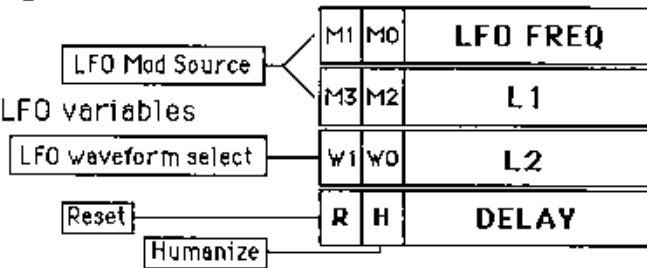 M1 M0 LFO FREQ
LFO Mod Source
M3 M2 L1
LFO variables
LFO waveform select W1 W0 L2
Reset R H DELAY
Humanize